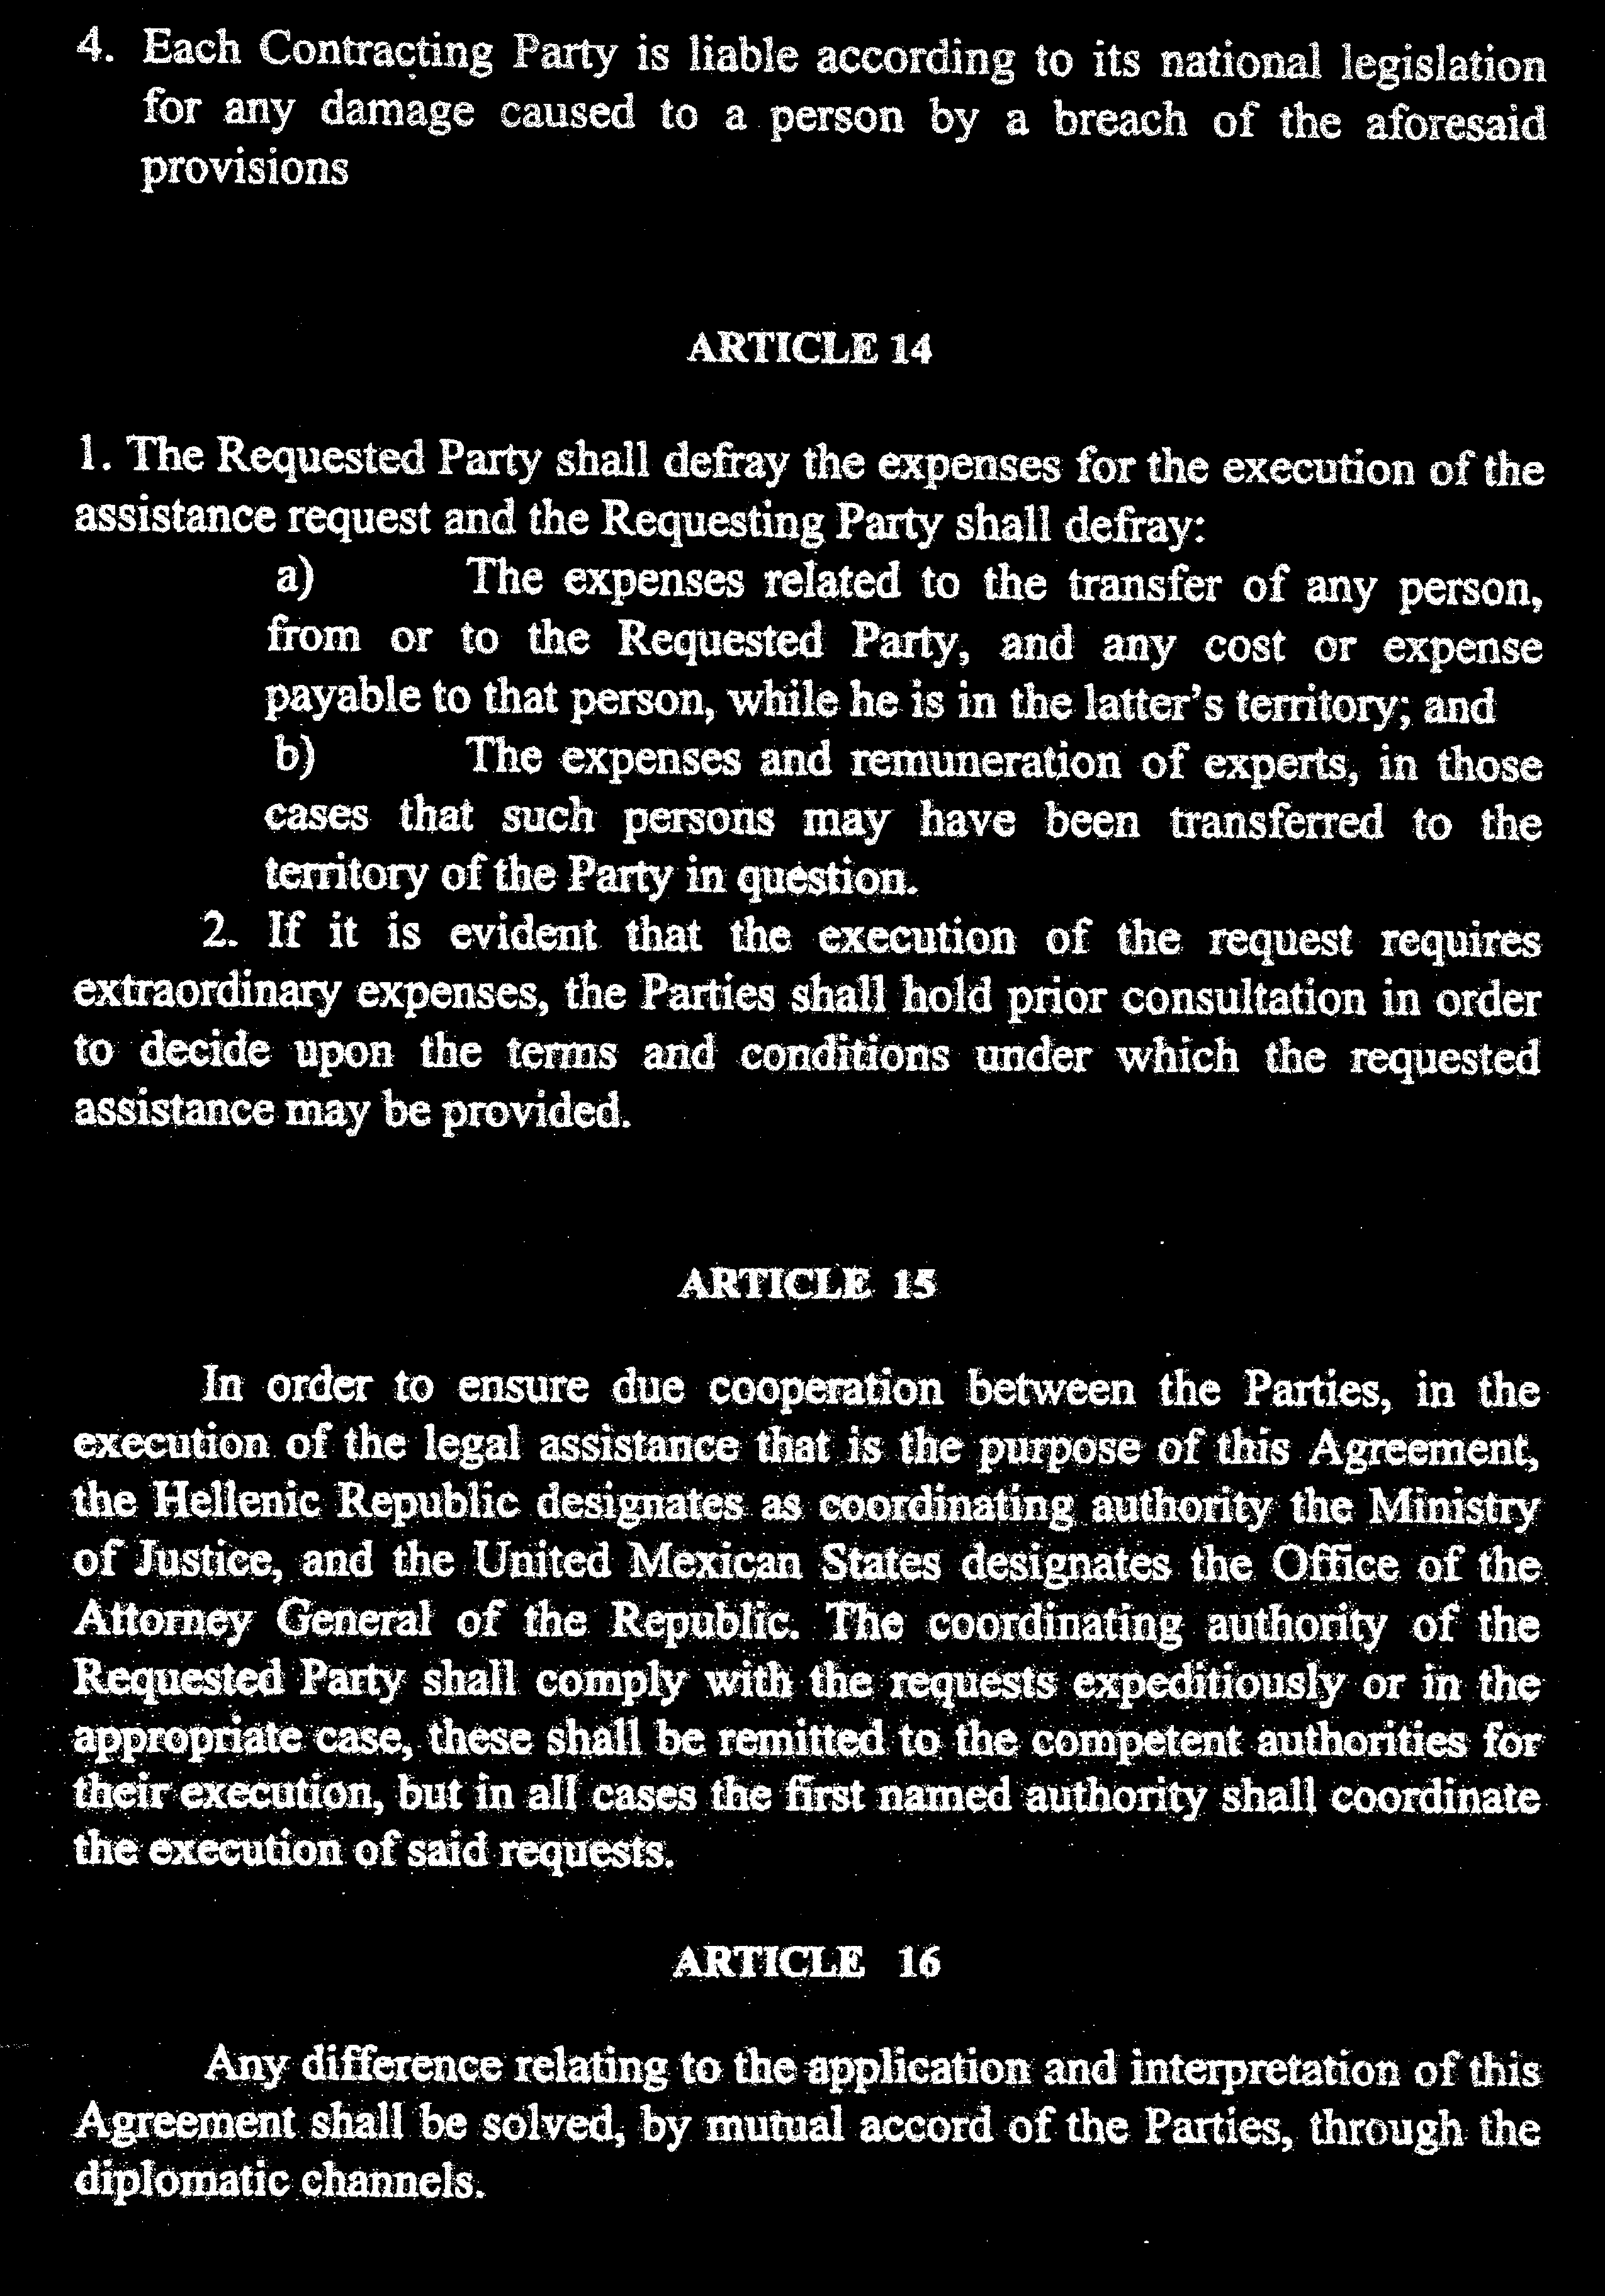 4. Each Contracting Party is liable according to its national legislation
for any damage caused to a person by a breach of the aforesaid
provisions
ARTICLE 14
1. The Requested Party shall defray the expenses for the execution of the
assistance request and the Requesting Party shall defray:
a) The expenses related to the transfer of any person,
from or to the Requested Party, and any cost or expense
payable to that person, while he is in the latter's territory; and
b) The expenses and remuneration of experts, in those
cases that such persons may have been transferred to the
territory of the Party in question.
2. If it is evident that the execution of the request requires
extraordinary expenses, the Parties shall hold prior consultation in order
to decide upon the terms and conditions under which the requested
assistance may be provided.
ARTICLE 15
In order to ensure due cooperation between the Parties, in the
execution of the legal assistance that is the purpose of this Agreement,
the Hellenic Republic designates as coordinating authority the Ministry
of Justice, and the United Mexican States designates the Office of the
Attorney General of the Republic. The coordinating authority of the
Requested Party shall comply with the requests expeditiously or in the
appropriate case, these shall be remitted to the competent authorities for
their execution, but in all cases the first named authority shall coordinate
the execution of said requests.
ARTICLE 16
Any difference relating to the application and interpretation of this
Agreement shall be solved, by mutual accord of the Parties, through the
diplomatic channels.